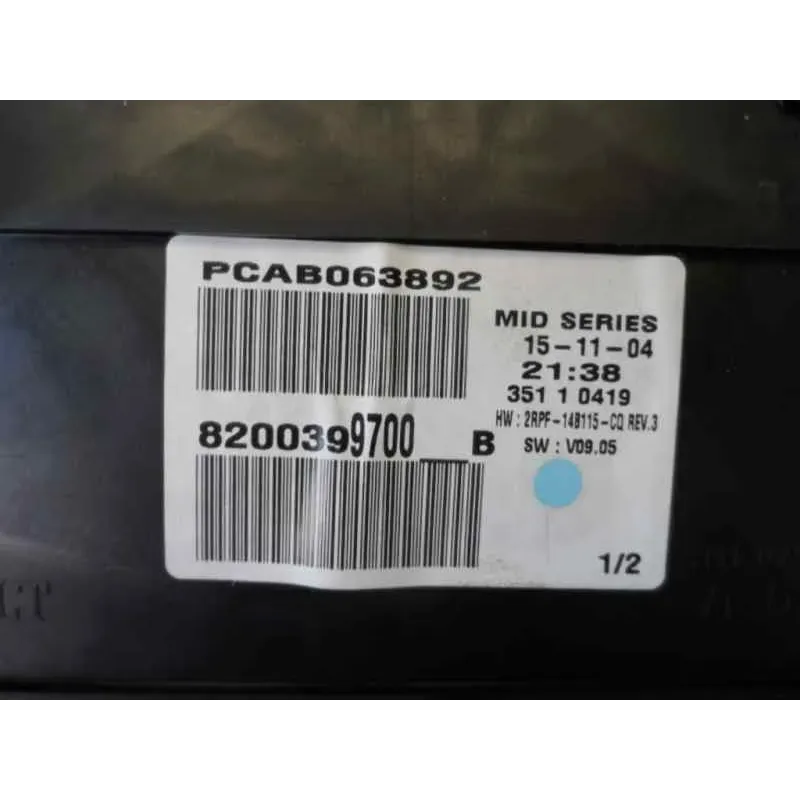 PCAB063892
MID SERIES
15-11-04
21:38
351 1 0419
HW : 2RPF-14B115-CQ REV.3
8200399700__B
SW : V09.05
1/2